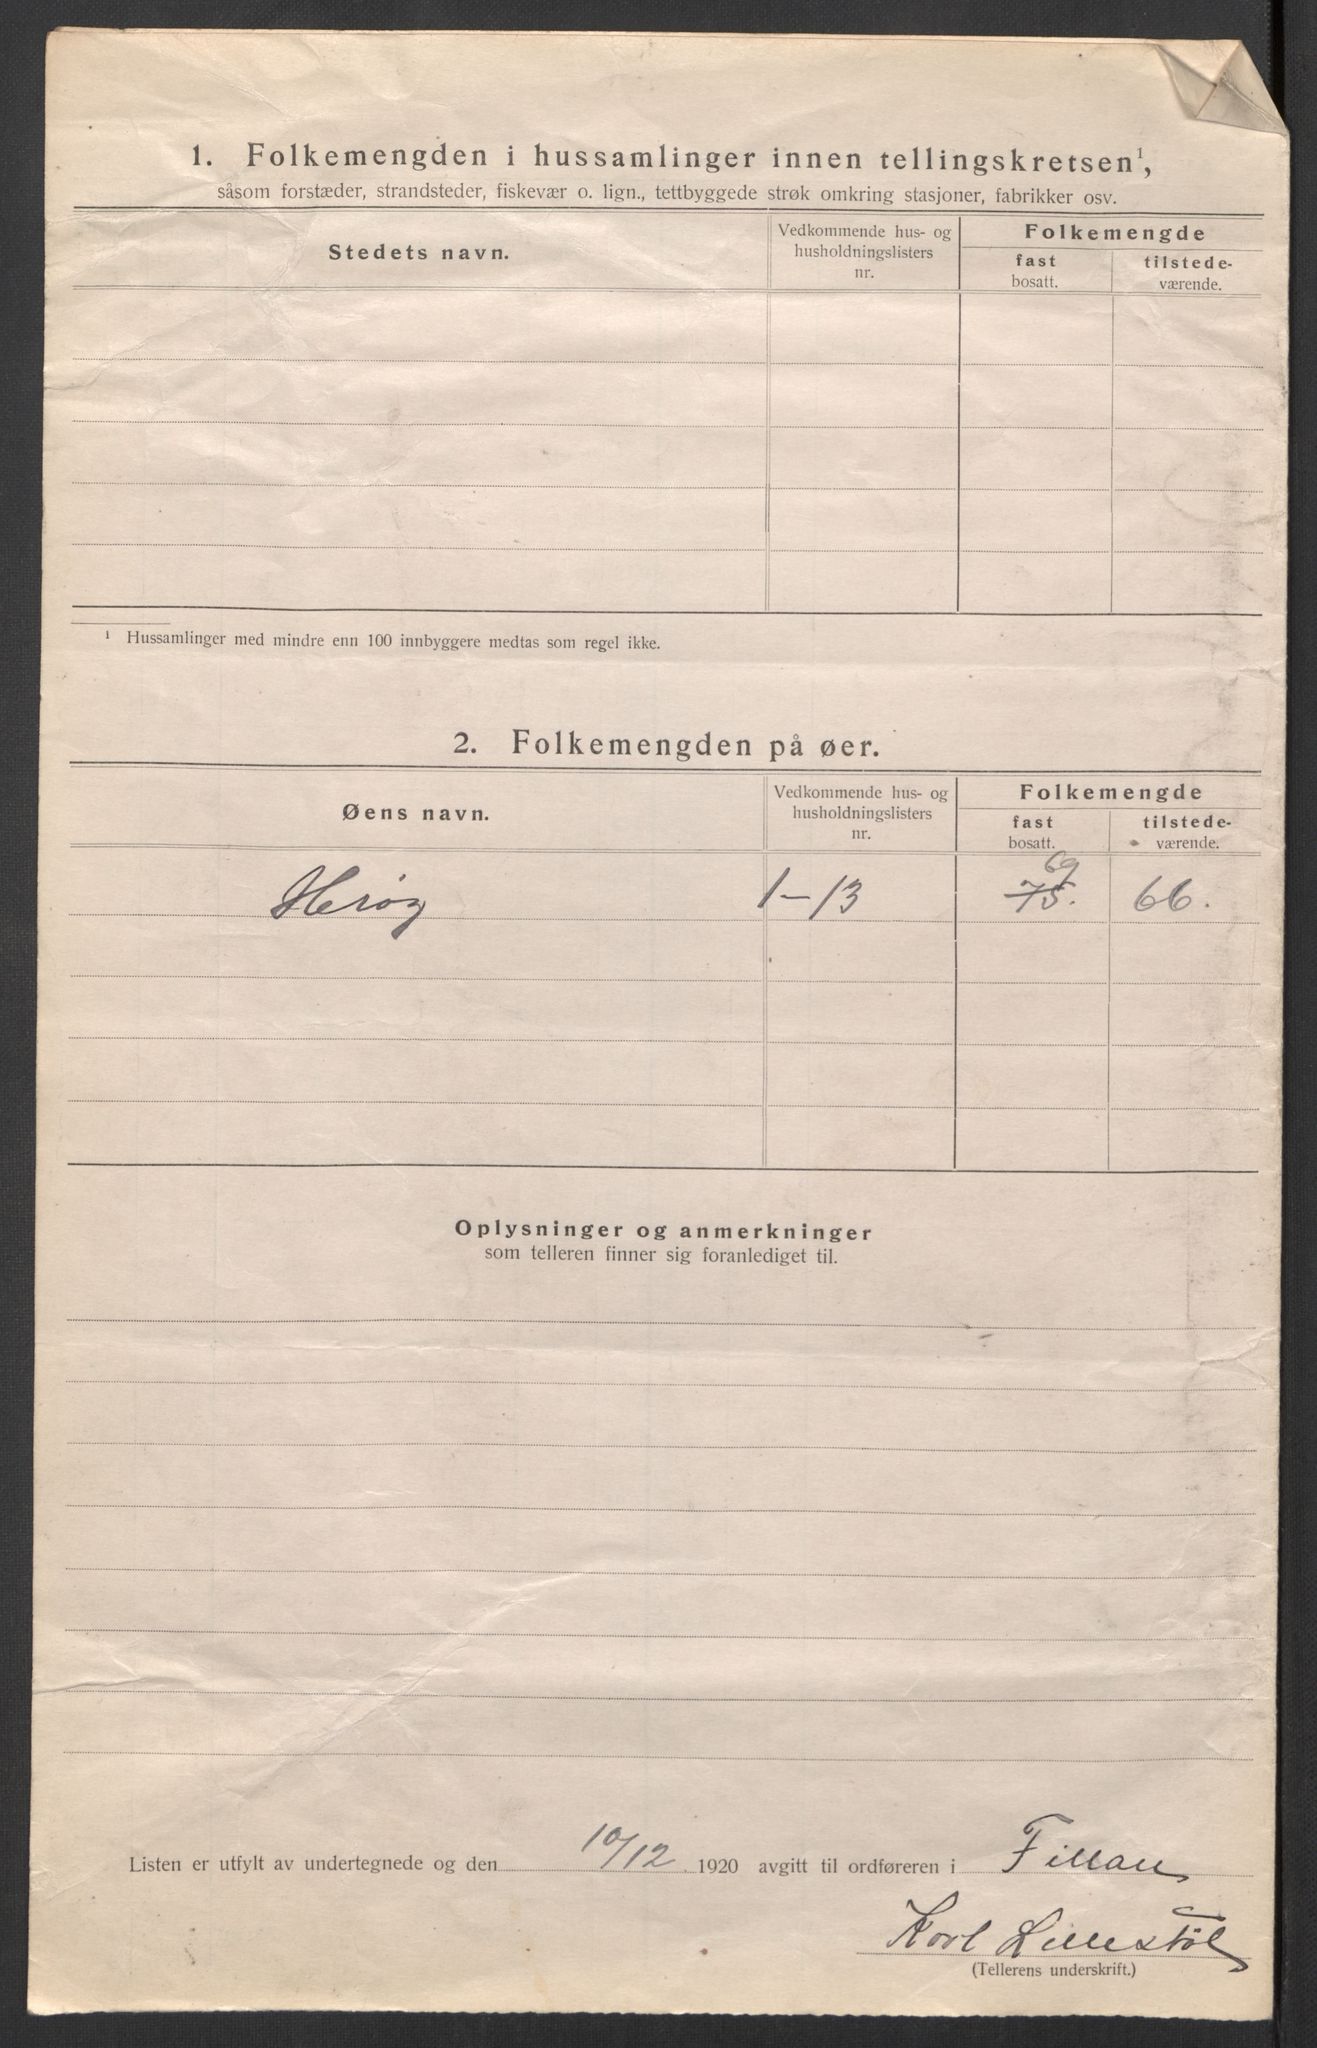 1. Folkemengden i hussamlinger innen tellingskretsen¹,
såsom forstæder, strandsteder, fiskevær o. lign., tettbyggede strøk omkring stasjoner, fabrikker osv.
Stedets navn.
Vedkommende hus- og
husholdningslisters
nr.
Folkemengde
fast
bosatt.
tilstede-
værende.
¹ Hussamlinger med mindre enn 100 innbyggere medtas som regel ikke.
2. Folkemengden på øer.
Øens navn.
Vedkommende hus- og
husholdningslisters
nr.
Folkemengde
fast
bosatt.
tilstede-
værende.
69
Herøy 1-13 75. 66.
Oplysninger og anmerkninger
som telleren finner sig foranlediget til.
Listen er utfylt av undertegnede og den 10/12 1920 avgitt til ordføreren i Fillan
Karl Lillestöl
(Tellerens underskrift.)